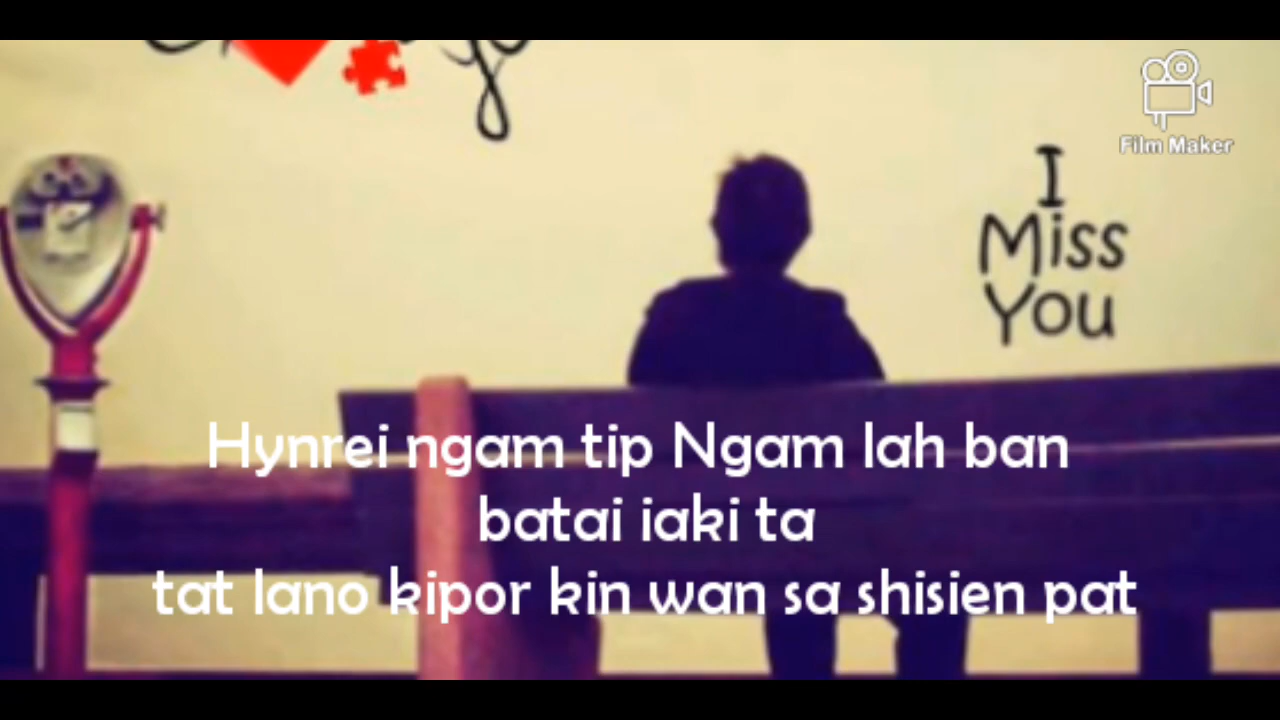 Film Maker
I
Miss
You
Hynrei ngam tip Ngam lah ban
batai iaki ta
tat lano kipor kin wan sa shisien pat